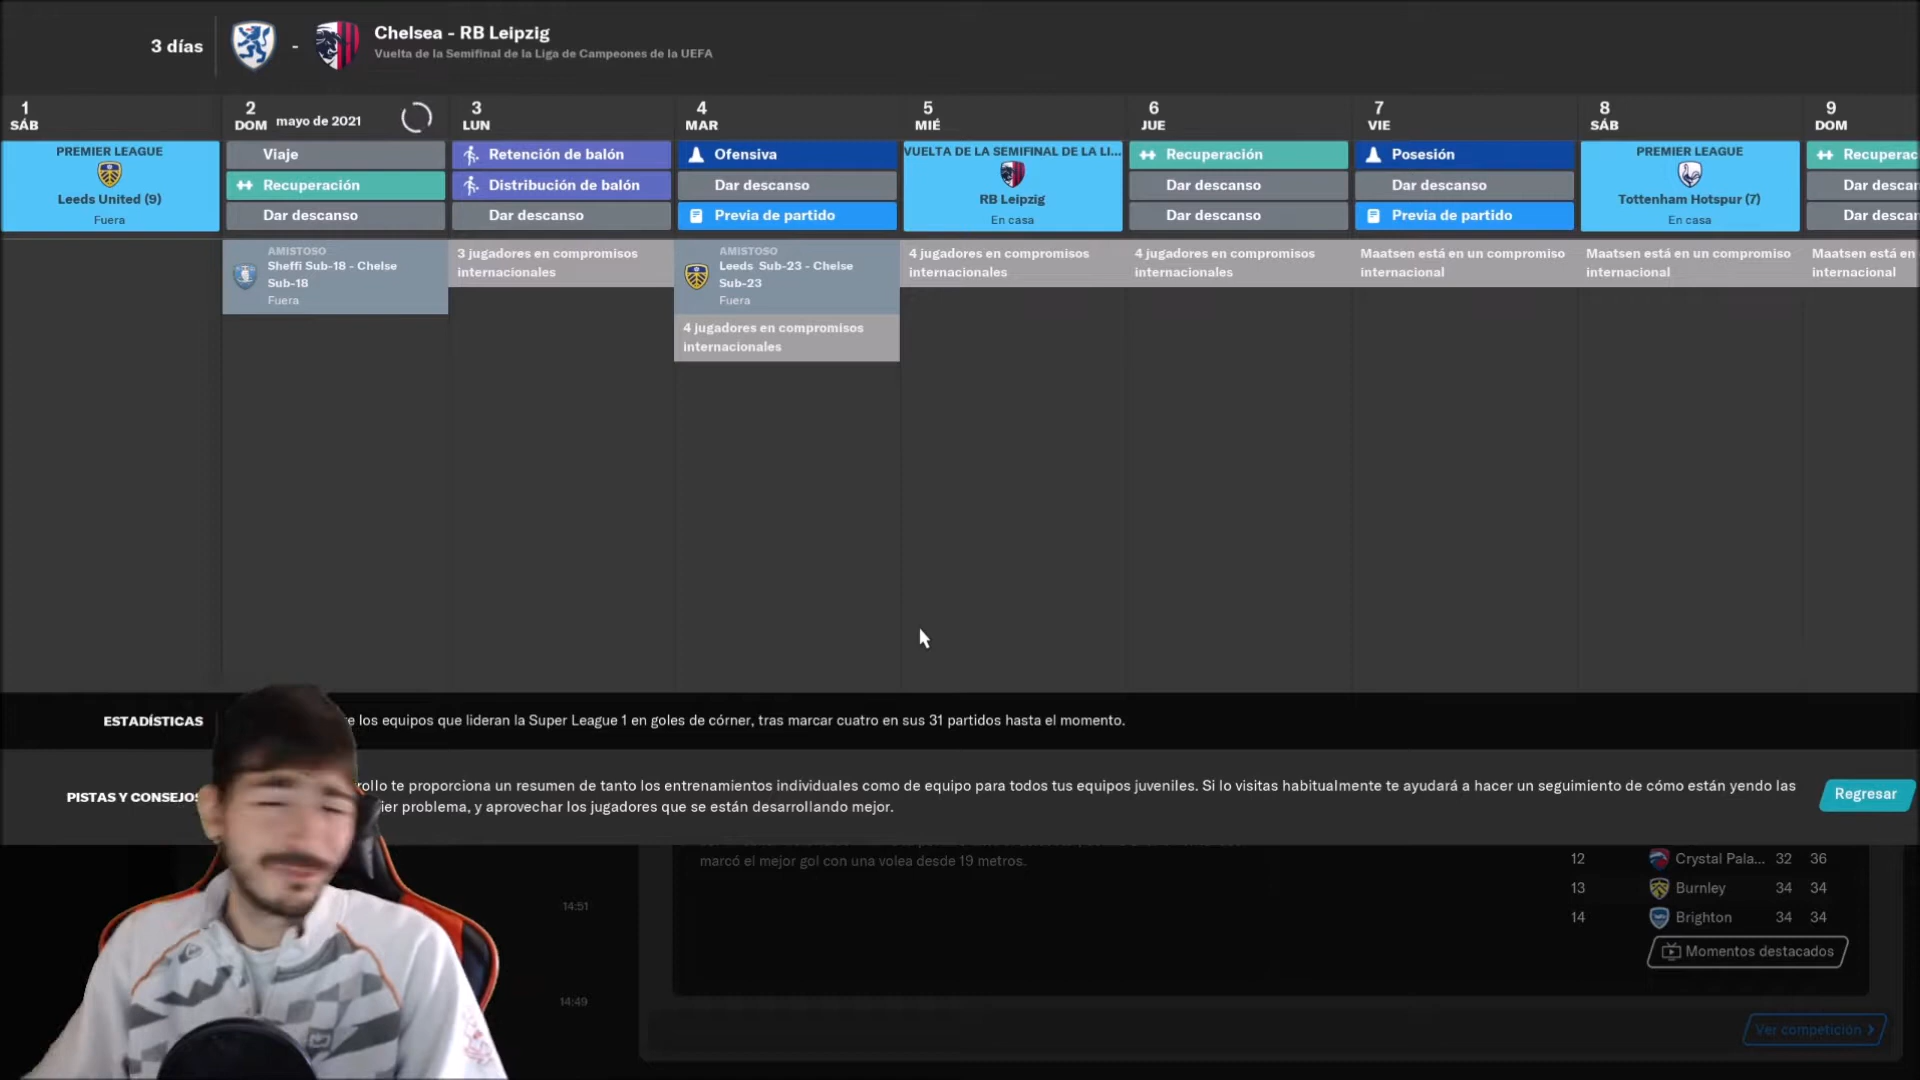 3 días
Chelsea - RB Leipzig
Vuelta de la Semifinal de la Liga de Campeones de la UEFA
1
SÁB
2
DOM mayo de 2021
3
LUN
4
MAR
5
MIÉ
6
JUE
7
VIE
8
SÁB
9
DOM
PREMIER LEAGUE
Leeds United (9)
Fuera
Viaje
Recuperación
Dar descanso
AMISTOSO
Sheffi Sub-18 - Chelse
Sub-18
Fuera
Retención de balón
Distribución de balón
Dar descanso
3 jugadores en compromisos
internacionales
Ofensiva
Dar descanso
Previa de partido
AMISTOSO
Leeds Sub-23 - Chelse
Sub-23
Fuera
4 jugadores en compromisos
internacionales
VUELTA DE LA SEMIFINAL DE LA LI...
RB Leipzig
En casa
4 jugadores en compromisos
internacionales
Recuperación
Dar descanso
Dar descanso
4 jugadores en compromisos
internacionales
Posesión
Dar descanso
Previa de partido
Maatsen está en un compromiso
internacional
PREMIER LEAGUE
Tottenham Hotspur (7)
En casa
Maatsen está en un compromiso
internacional
Recuperac
Dar descan
Dar descan
Maatsen está en
internacional
ESTADÍSTICAS
los equipos que lideran la Super League 1 en goles de córner, tras marcar cuatro en sus 31 partidos hasta el momento.
PISTAS Y CONSEJOS
rollo te proporciona un resumen de tanto los entrenamientos individuales como de equipo para todos tus equipos juveniles. Si lo visitas habitualmente te ayudará a hacer un seguimiento de cómo están yendo las
ier problema, y aprovechar los jugadores que se están desarrollando mejor.
Regresar
marcó el mejor gol con una volea desde 19 metros.
14:51
14:49
12 Crystal Pala... 32 36
13 Burnley 34 34
14 Brighton 34 34
Momentos destacados
Ver competición